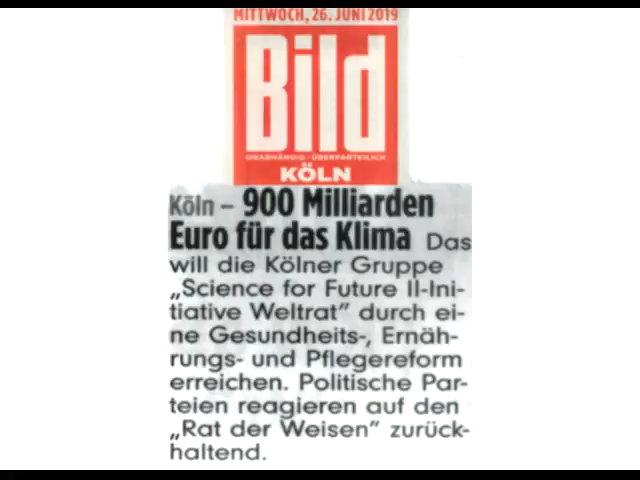 MITTWOCH, 26. JUNI 2019
Bild
UNABHÄNGIG · ÜBERPARTEILICH
KÖLN
Köln – 900 Milliarden
Euro für das Klima Das
will die Kölner Gruppe
„Science for Future II-Ini-
tiative Weltrat” durch ei-
ne Gesundheits-, Ernäh-
rungs- und Pflegereform
erreichen. Politische Par-
teien reagieren auf den
„Rat der Weisen” zurück-
haltend.